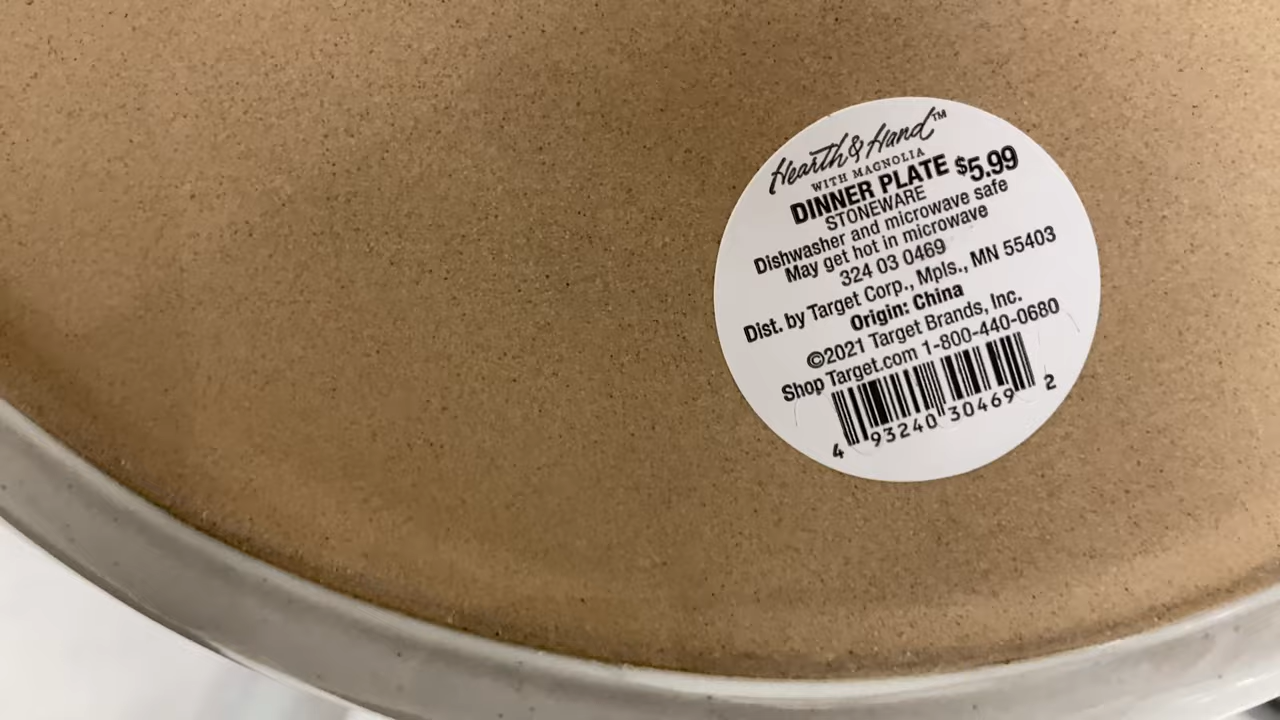 Hearth & Hand™
WITH MAGNOLIA
DINNER PLATE $5.99
STONEWARE
Dishwasher and microwave safe
May get hot in microwave
324 03 0469
Dist. by Target Corp., Mpls., MN 55403
Origin: China
©2021 Target Brands, Inc.
Shop Target.com 1-800-440-0680
4 93240 30469 2